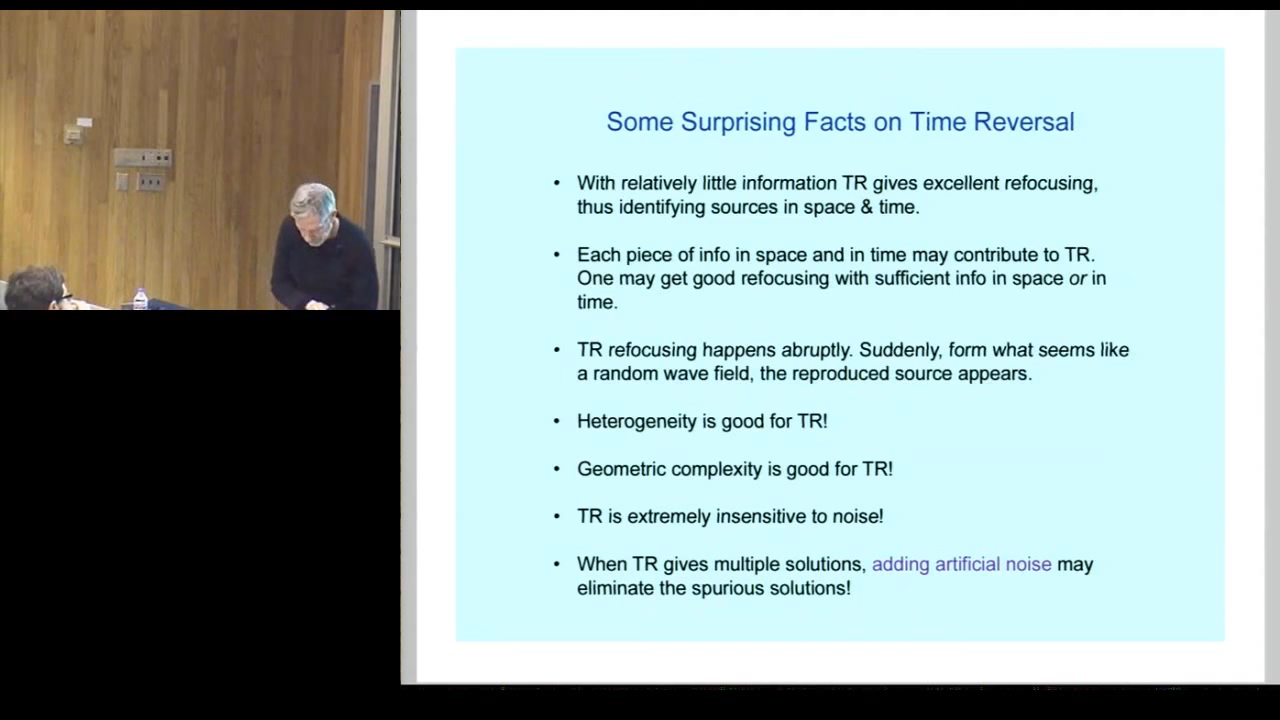 Some Surprising Facts on Time Reversal
• With relatively little information TR gives excellent refocusing,
thus identifying sources in space & time.
• Each piece of info in space and in time may contribute to TR.
One may get good refocusing with sufficient info in space or in
time.
• TR refocusing happens abruptly. Suddenly, form what seems like
a random wave field, the reproduced source appears.
• Heterogeneity is good for TR!
• Geometric complexity is good for TR!
• TR is extremely insensitive to noise!
• When TR gives multiple solutions, adding artificial noise may
eliminate the spurious solutions!